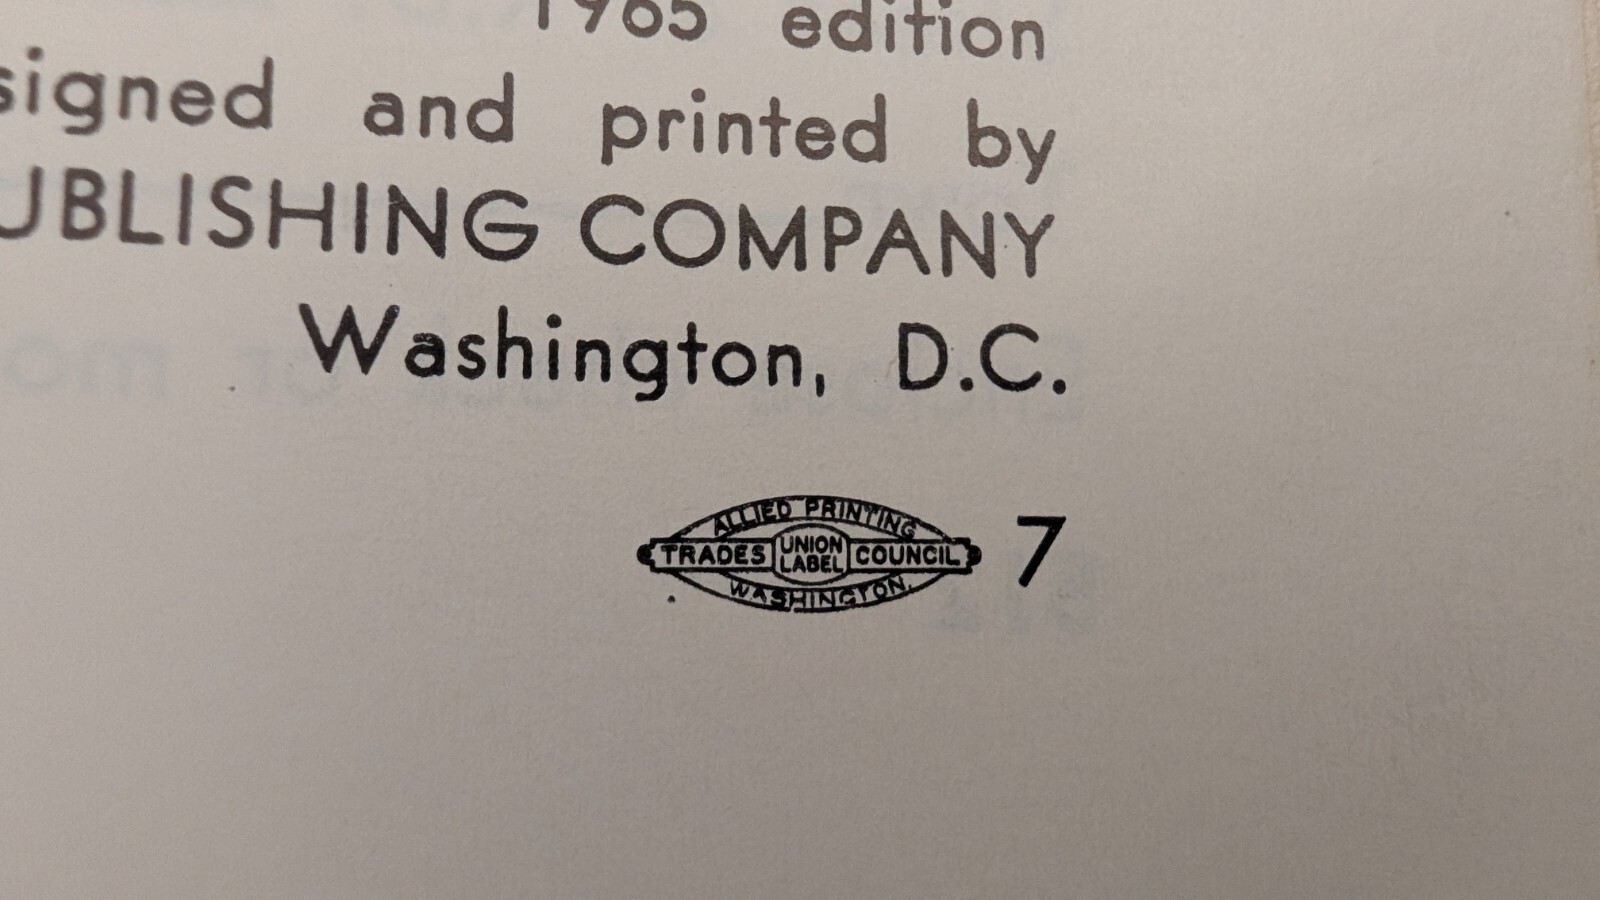 1965 edition
signed and printed by
UBLISHING COMPANY
Washington, D.C.
ALLIED PRINTING
TRADES UNION LABEL COUNCIL
WASHINGTON.
7